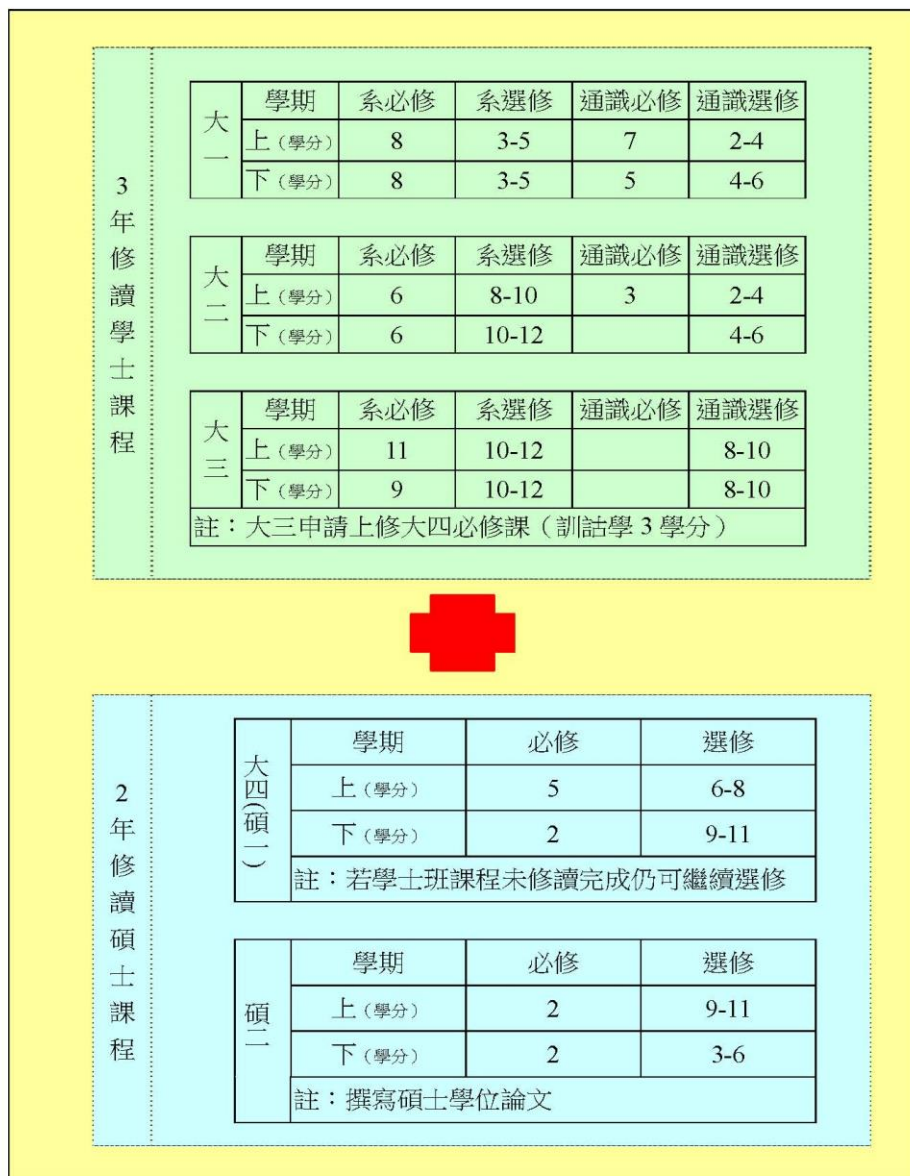 3年修讀學士課程
大一
學期 系必修 系選修 通識必修 通識選修
上（學分） 8 3-5 7 2-4
下（學分） 8 3-5 5 4-6
大二
學期 系必修 系選修 通識必修 通識選修
上（學分） 6 8-10 3 2-4
下（學分） 6 10-12 4-6
大三
學期 系必修 系選修 通識必修 通識選修
上（學分） 11 10-12 8-10
下（學分） 9 10-12 8-10
註：大三申請上修大四必修課（訓詁學 3 學分）
2年修讀碩士課程
大四(碩一)
學期 必修 選修
上（學分） 5 6-8
下（學分） 2 9-11
註：若學士班課程未修讀完成仍可繼續選修
碩二
學期 必修 選修
上（學分） 2 9-11
下（學分） 2 3-6
註：撰寫碩士學位論文